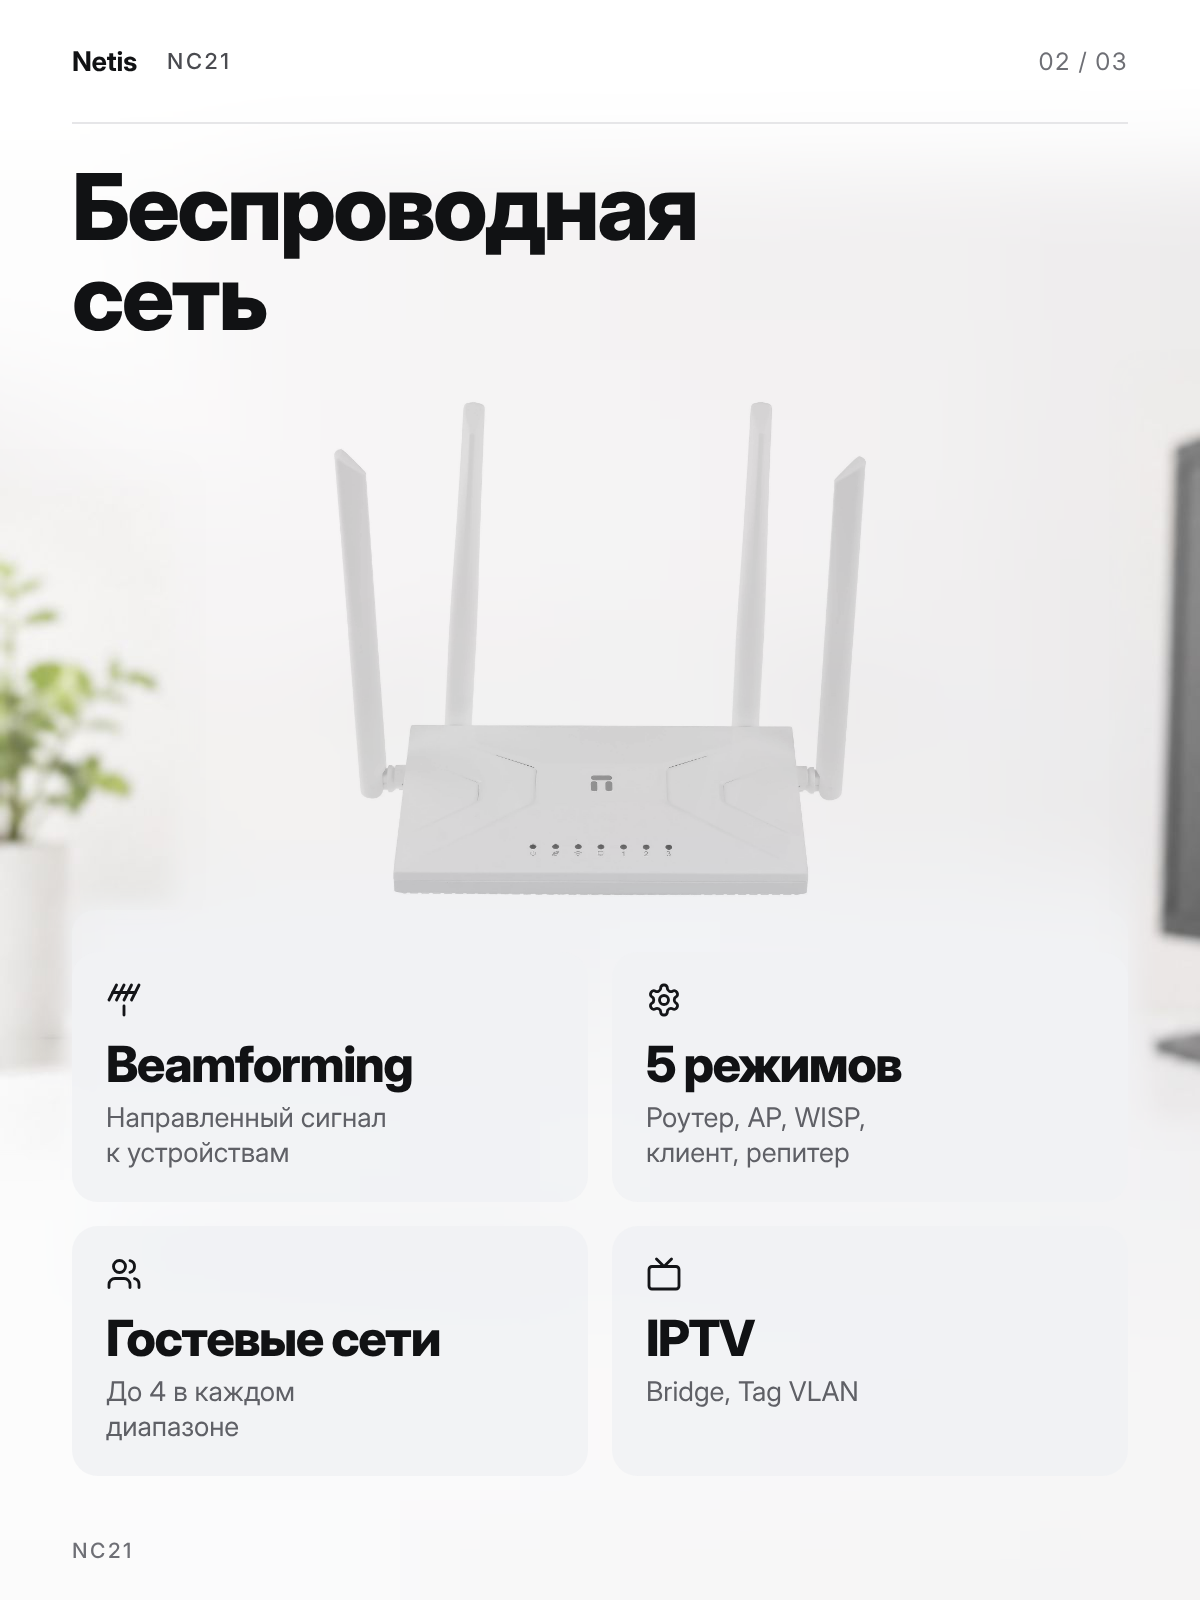 Netis NC21 02 / 03
Беспроводная
сеть
Beamforming
Направленный сигнал
к устройствам
5 режимов
Роутер, AP, WISP,
клиент, репитер
Гостевые сети
До 4 в каждом
диапазоне
IPTV
Bridge, Tag VLAN
NC21